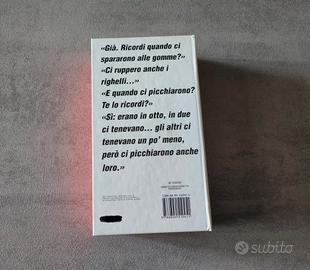 «Già. Ricordi quando ci
spararono alle gomme?»
«Ci ruppero anche i
righelli...»
«E quando ci picchiarono?
Te lo ricordi?»
«Sì: erano in otto, in due
ci tenevano... gli altri ci
tenevano un po' meno,
però ci picchiarono anche
loro.»
subito